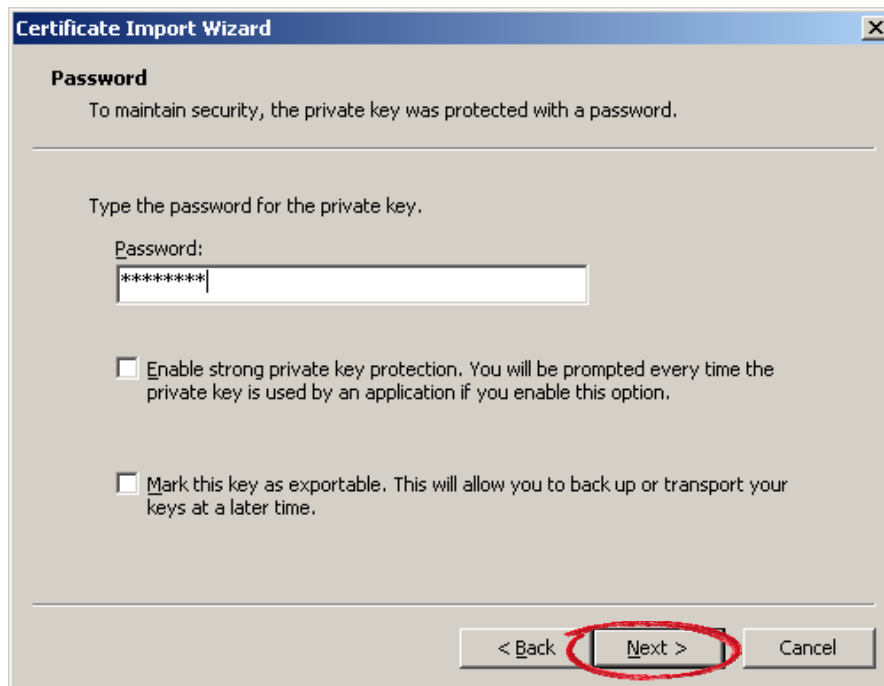 Certificate Import Wizard
Password
To maintain security, the private key was protected with a password.
Type the password for the private key.
Password:
********
Enable strong private key protection. You will be prompted every time the
private key is used by an application if you enable this option.
Mark this key as exportable. This will allow you to back up or transport your
keys at a later time.
< Back
Next >
Cancel